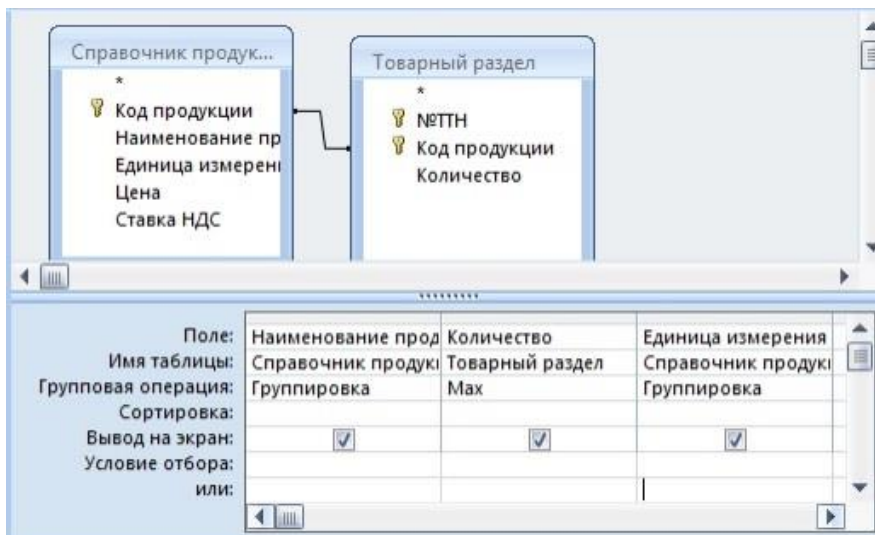 Справочник продук...
*
Код продукции
Наименование пр
Единица измерени
Цена
Ставка НДС
Товарный раздел
*
№ТТН
Код продукции
Количество
Поле: Наименование прод Количество Единица измерения
Имя таблицы: Справочник продукц Товарный раздел Справочник продукц
Групповая операция: Группировка Max Группировка
Сортировка:
Вывод на экран:
Условие отбора:
или: